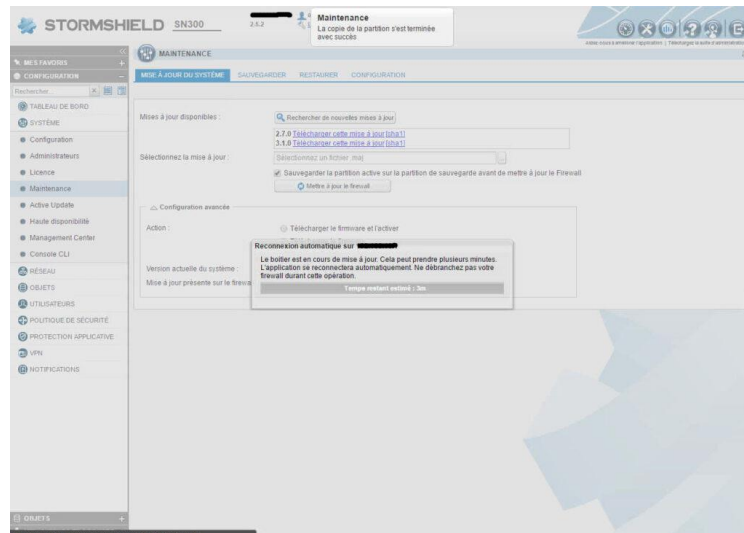 STORMSHIELD SN300
2.5.2
Maintenance
La copie de la partition s'est terminée
avec succès
MES FAVORIS
CONFIGURATION
Rechercher...
TABLEAU DE BORD
SYSTÈME
Configuration
Administrateurs
Licence
Maintenance
Active Update
Haute disponibilité
Management Center
Console CLI
RÉSEAU
OBJETS
UTILISATEURS
POLITIQUE DE SÉCURITÉ
PROTECTION APPLICATIVE
VPN
NOTIFICATIONS
OBJETS
MAINTENANCE
MISE À JOUR DU SYSTÈME SAUVEGARDER RESTAURER CONFIGURATION
Mises à jour disponibles :
Rechercher de nouvelles mises à jour
2.7.0 Télécharger cette mise à jour [sha1]
3.1.0 Télécharger cette mise à jour [sha1]
Sélectionnez la mise à jour :
Sélectionnez un fichier .maj
Sauvegarder la partition active sur la partition de sauvegarde avant de mettre à jour le Firewall
Mettre à jour le firewall
Configuration avancée
Action :
Télécharger le firmware et l'activer
Version actuelle du système :
Mise à jour présente sur le firewa
Reconnexion automatique sur
Le boîtier est en cours de mise à jour. Cela peut prendre plusieurs minutes.
L'application se reconnectera automatiquement. Ne débranchez pas votre
firewall durant cette opération.
Temps restant estimé : 3m